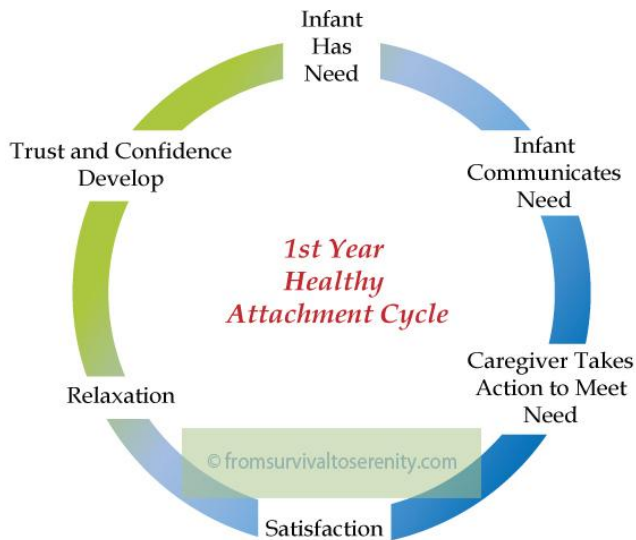 Infant
Has
Need
Infant
Communicates
Need
Caregiver Takes
Action to Meet
Need
Satisfaction
Relaxation
Trust and Confidence
Develop
1st Year
Healthy
Attachment Cycle
© fromsurvivaltoserenity.com